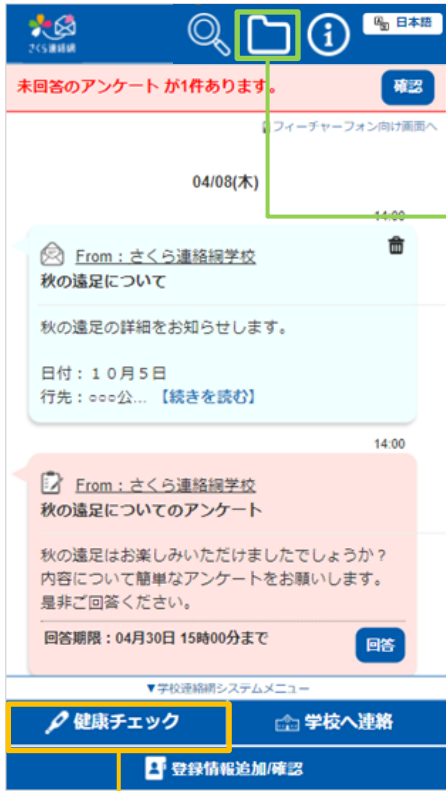 さくら連絡網
日本語
未回答のアンケート が1件あります。
確認
フィーチャーフォン向け画面へ
04/08(木)
14:00
From：さくら連絡網学校
秋の遠足について
秋の遠足の詳細をお知らせします。
日付：１０月５日
行先：○○○公... 【続きを読む】
14:00
From：さくら連絡網学校
秋の遠足についてのアンケート
秋の遠足はお楽しみいただけましたでしょうか？
内容について簡単なアンケートをお願いします。
是非ご回答ください。
回答期限：04月30日 15時00分まで
回答
▼学校連絡網システムメニュー
健康チェック
学校へ連絡
登録情報追加/確認